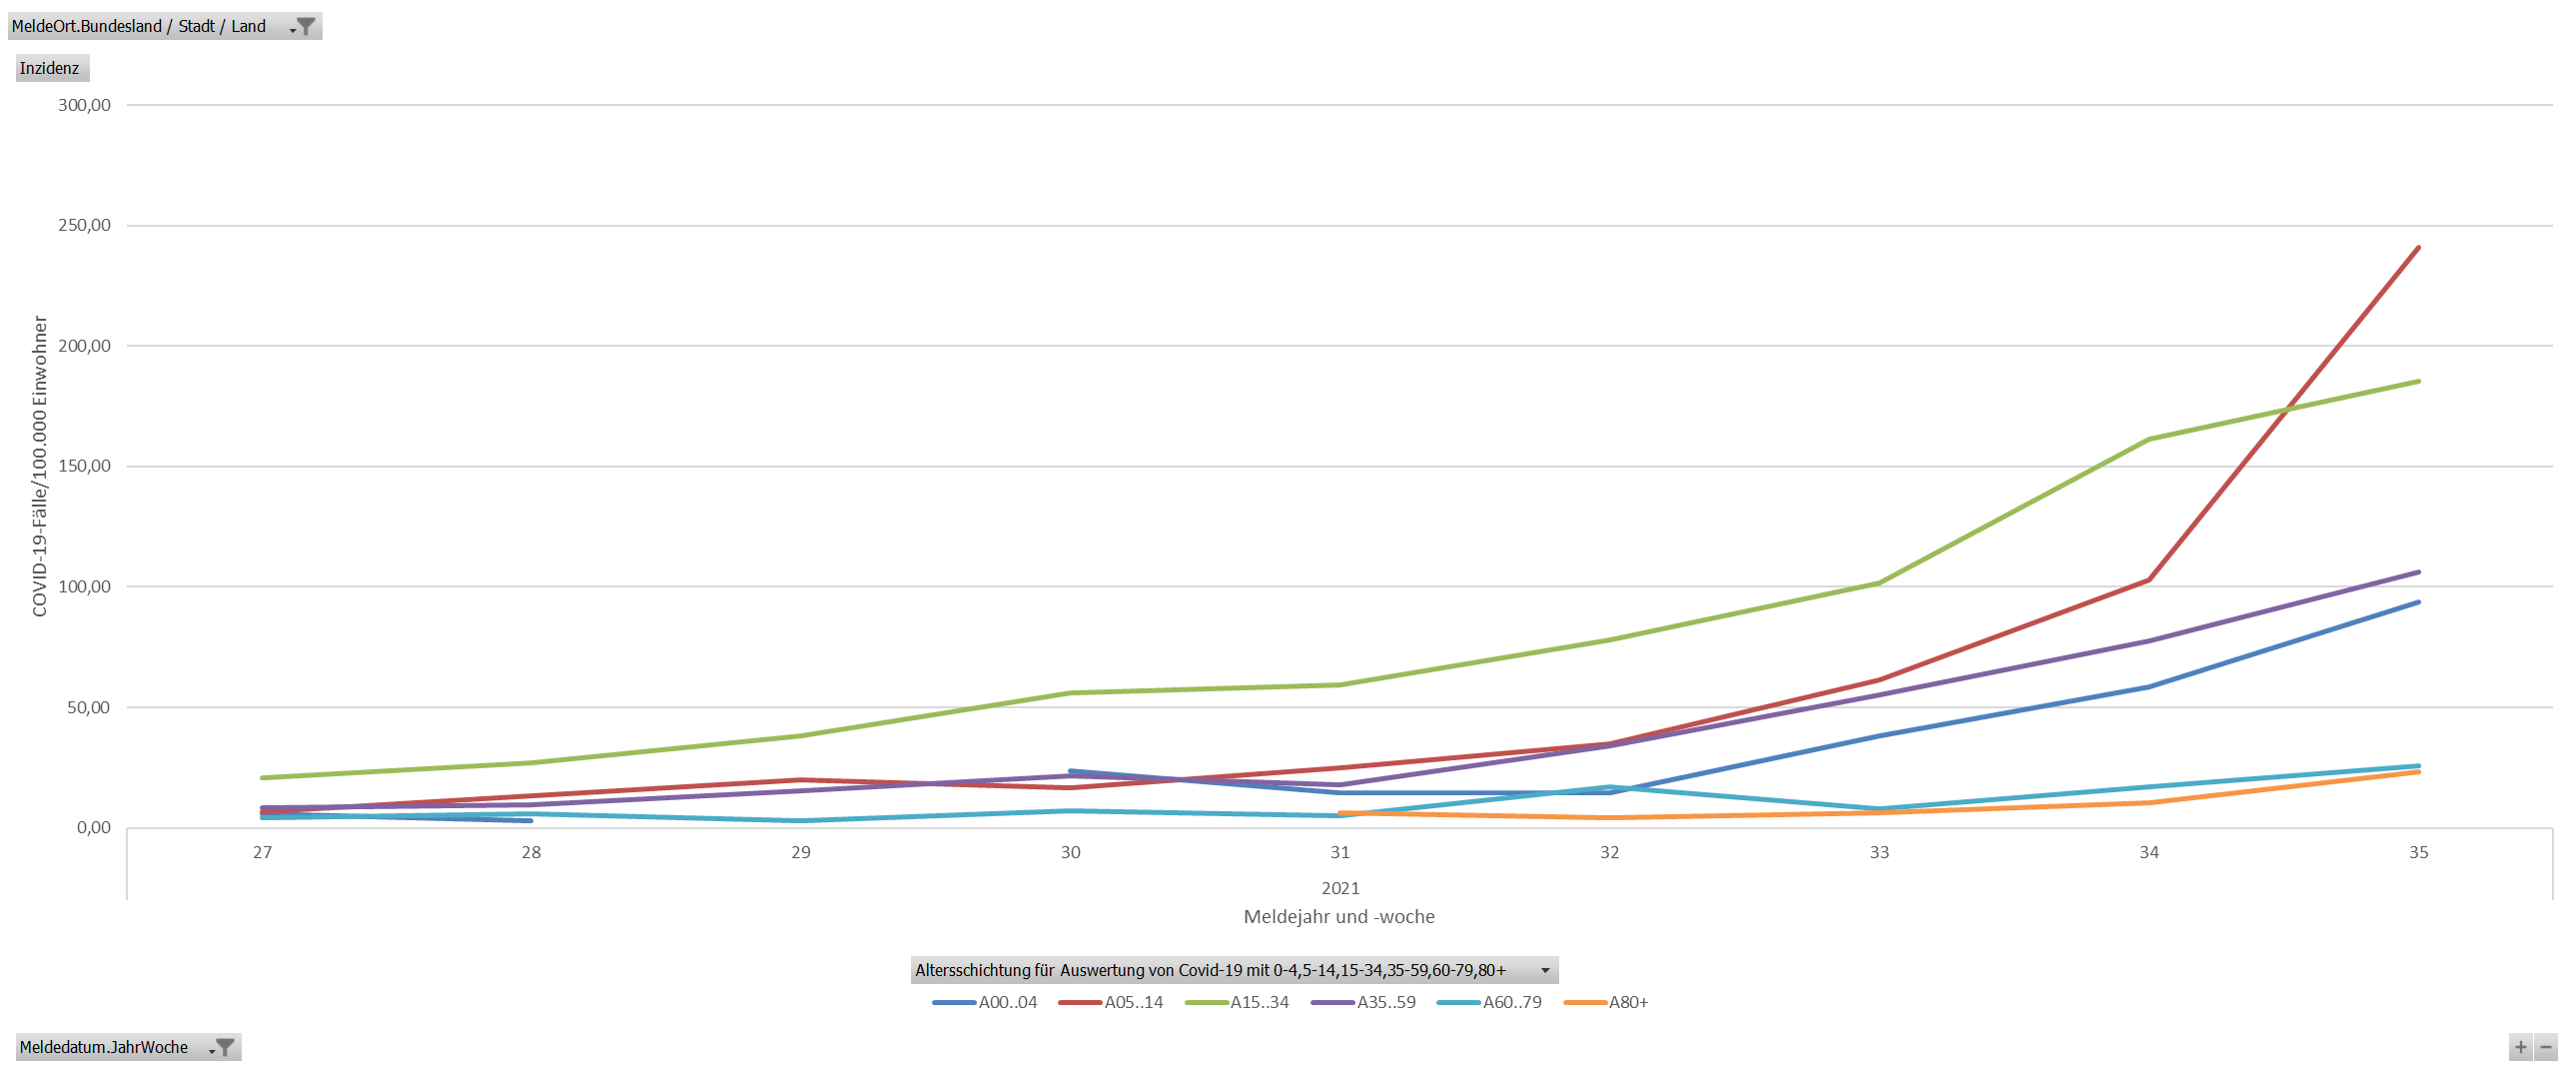 MeldeOrt.Bundesland / Stadt / Land
Inzidenz
300,00
250,00
200,00
150,00
100,00
50,00
0,00
COVID-19-Fälle/100.000 Einwohner
27 28 29 30 31 32 33 34 35
2021
Meldejahr und -woche
Altersschichtung für Auswertung von Covid-19 mit 0-4,5-14,15-34,35-59,60-79,80+
A00..04 A05..14 A15..34 A35..59 A60..79 A80+
Meldedatum.JahrWoche
+ −